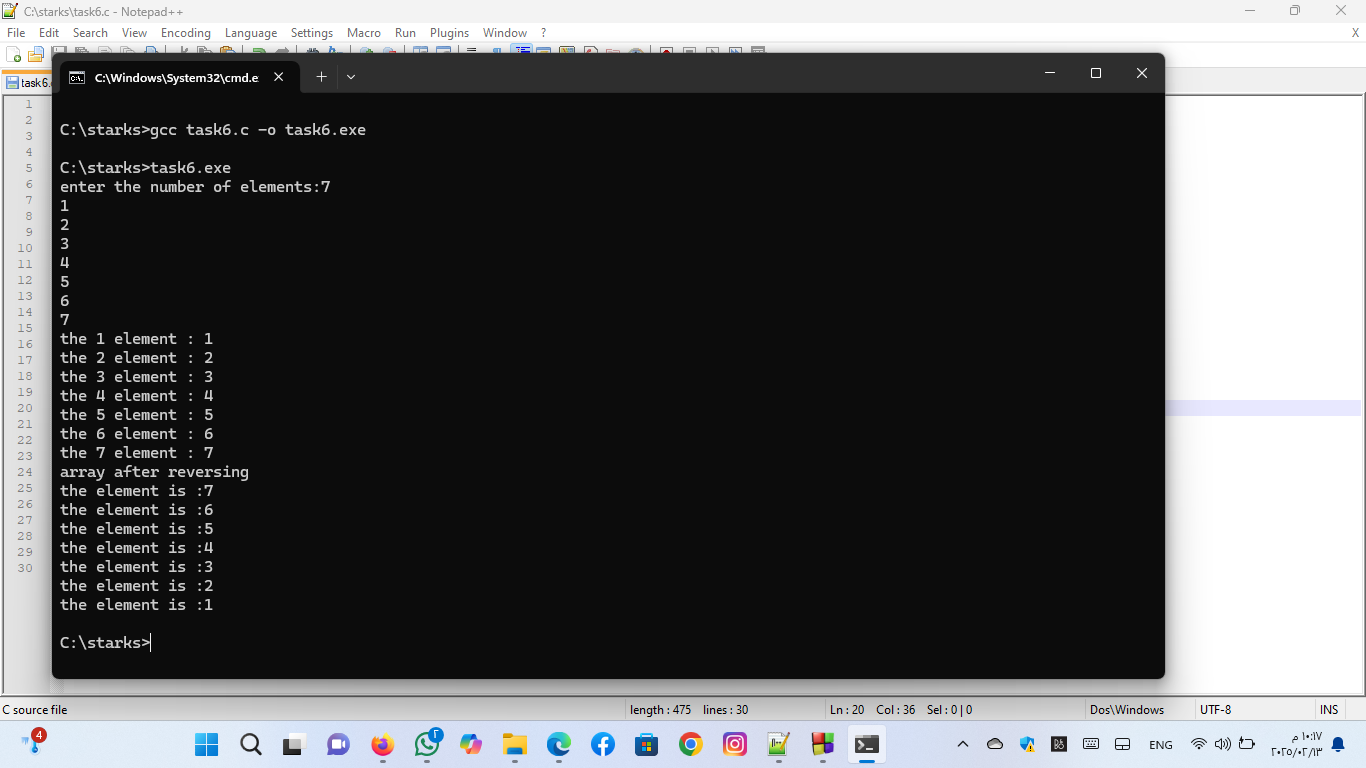 C:\starks\task6.c - Notepad++
File Edit Search View Encoding Language Settings Macro Run Plugins Window ? X
task6.
C:\Windows\System32\cmd.e
1
2
3
4
5
6
7
8
9
10
11
12
13
14
15
16
17
18
19
20
21
22
23
24
25
26
27
28
29
30
C:\starks>gcc task6.c -o task6.exe
C:\starks>task6.exe
enter the number of elements:7
1
2
3
4
5
6
7
the 1 element : 1
the 2 element : 2
the 3 element : 3
the 4 element : 4
the 5 element : 5
the 6 element : 6
the 7 element : 7
array after reversing
the element is :7
the element is :6
the element is :5
the element is :4
the element is :3
the element is :2
the element is :1
C:\starks>
C source file length : 475 lines : 30 Ln : 20 Col : 36 Sel : 0 | 0 Dos\Windows UTF-8 INS
4
٢
ENG
١٠:١٧ م
٢٠٢٥/٠٢/١٣